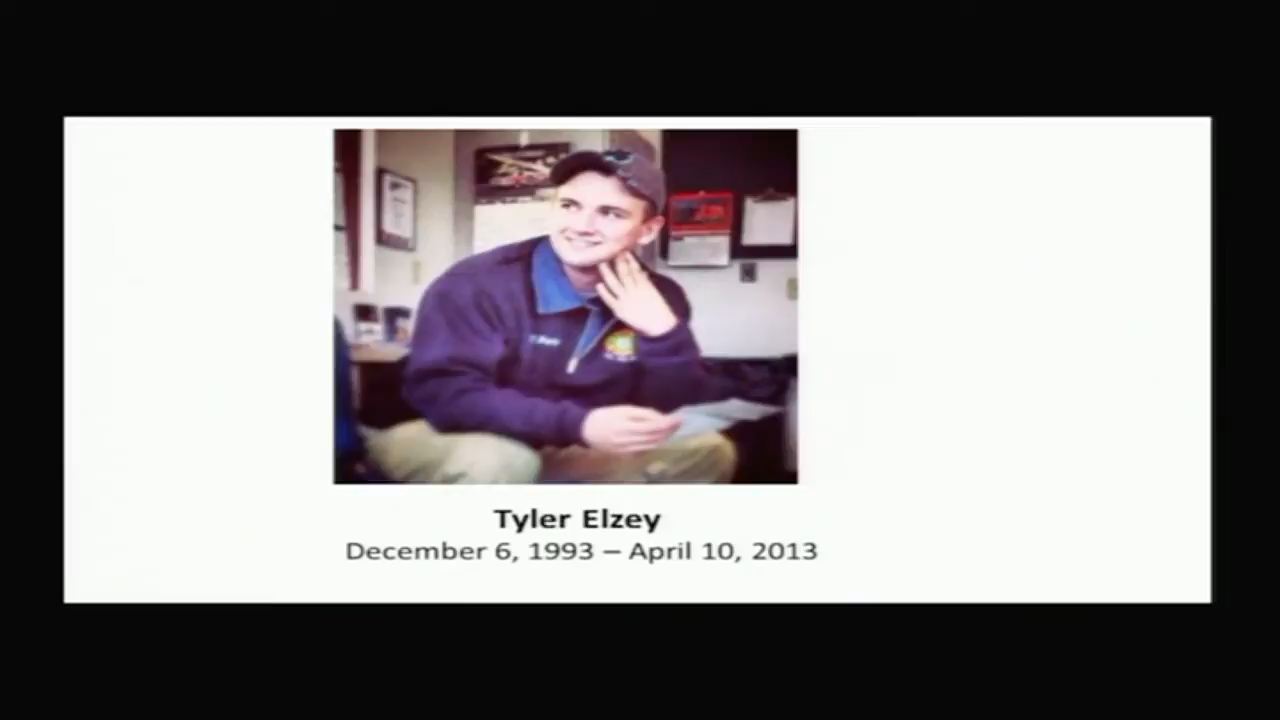 Tyler Elzey
December 6, 1993 – April 10, 2013